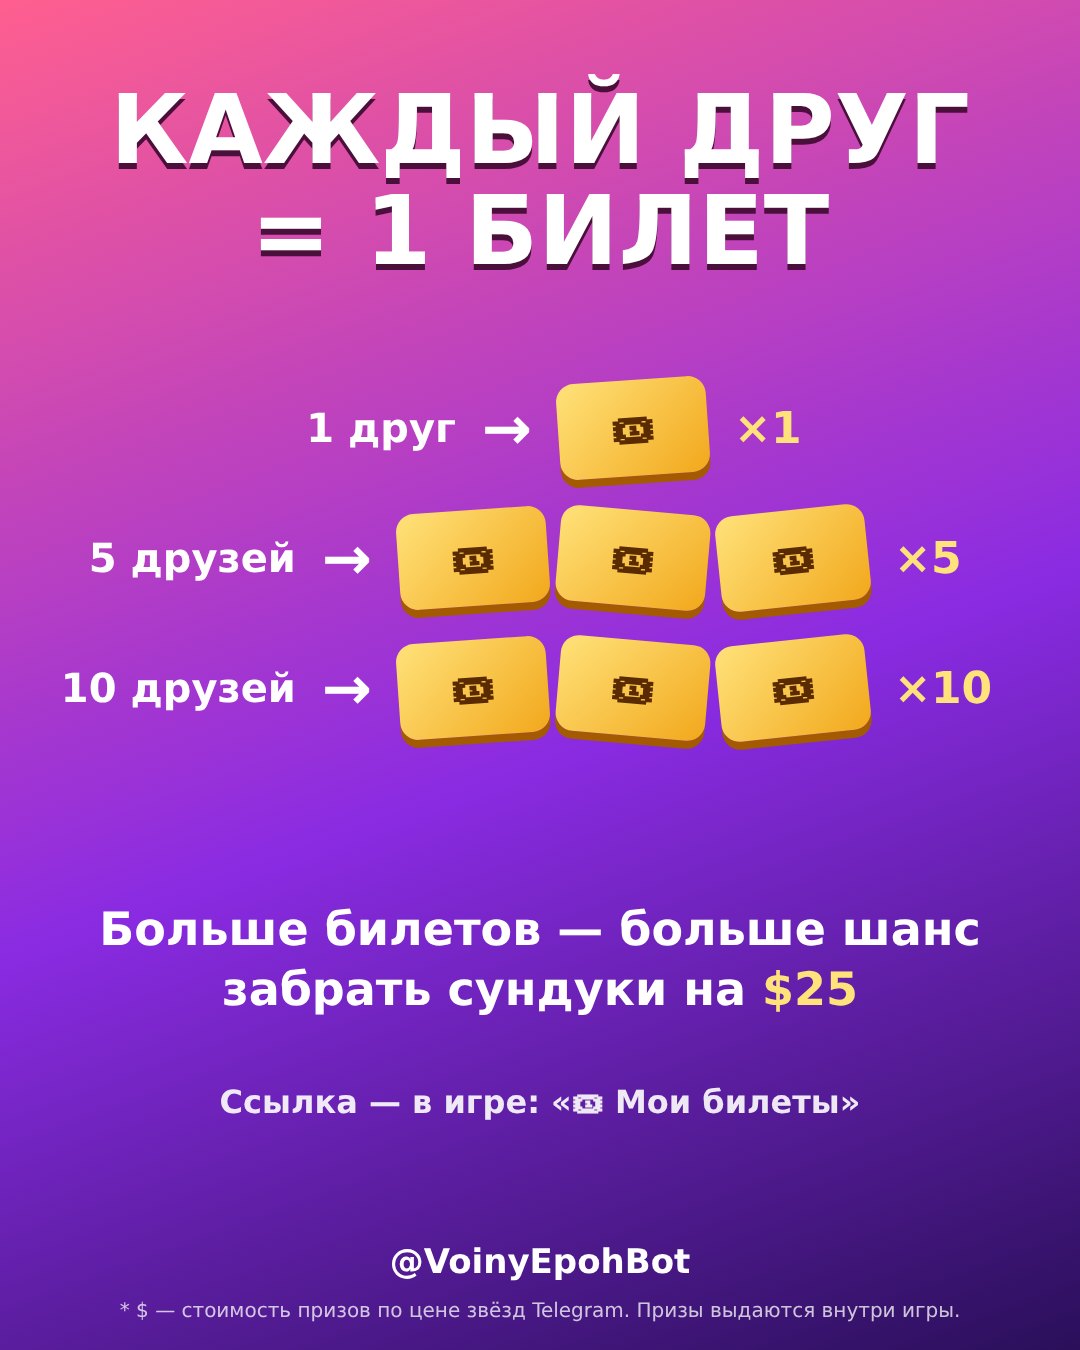 КАЖДЫЙ ДРУГ
= 1 БИЛЕТ
1 друг → 🎟 ×1
5 друзей → 🎟 🎟 🎟 ×5
10 друзей → 🎟 🎟 🎟 ×10
Больше билетов — больше шанс
забрать сундуки на $25
Ссылка — в игре: «🎟 Мои билеты»
@VoinyEpohBot
* $ — стоимость призов по цене звёзд Telegram. Призы выдаются внутри игры.